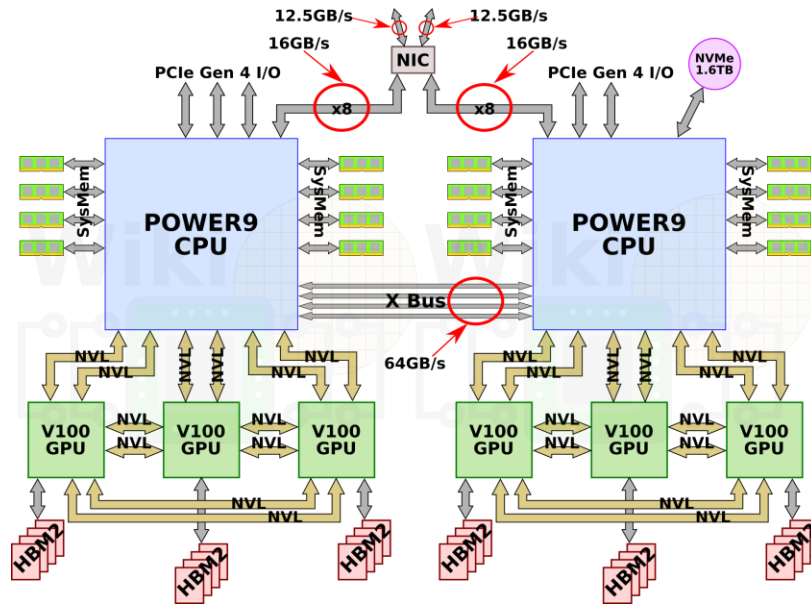 12.5GB/s
12.5GB/s
16GB/s
16GB/s
NIC
NVMe
1.6TB
PCIe Gen 4 I/O
PCIe Gen 4 I/O
x8
x8
SysMem
SysMem
SysMem
SysMem
POWER9
CPU
POWER9
CPU
Wiki
Wiki
X Bus
64GB/s
NVL
NVL
NVL
NVL
NVL
NVL
NVL
NVL
NVL
NVL
NVL
NVL
V100
GPU
NVL
NVL
V100
GPU
NVL
NVL
V100
GPU
V100
GPU
NVL
NVL
V100
GPU
NVL
NVL
V100
GPU
NVL
NVL
NVL
NVL
HBM2
HBM2
HBM2
HBM2
HBM2
HBM2